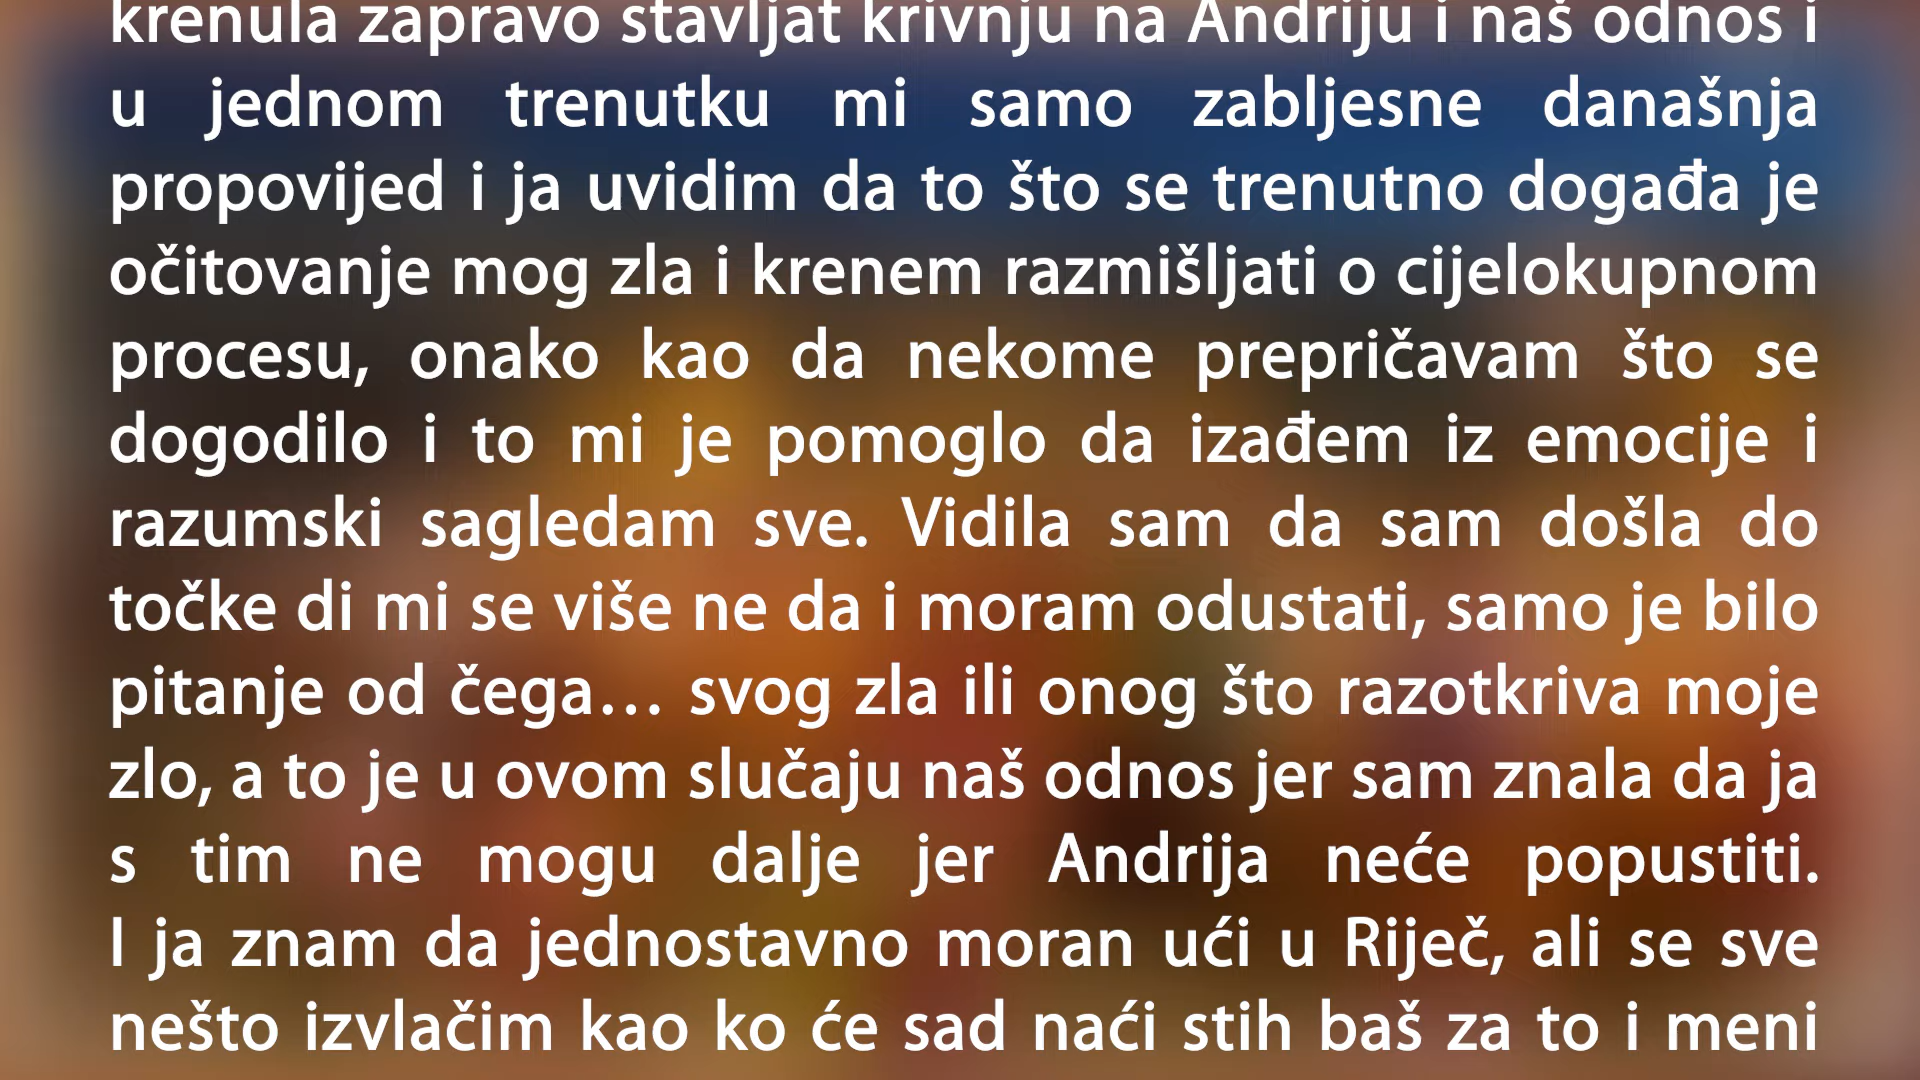 krenula zapravo stavljat krivnju na Andriju i naš odnos i
u jednom trenutku mi samo zabljesne današnja
propovijed i ja uvidim da to što se trenutno događa je
očitovanje mog zla i krenem razmišljati o cijelokupnom
procesu, onako kao da nekome prepričavam što se
dogodilo i to mi je pomoglo da izađem iz emocije i
razumski sagledam sve. Vidila sam da sam došla do
točke di mi se više ne da i moram odustati, samo je bilo
pitanje od čega… svog zla ili onog što razotkriva moje
zlo, a to je u ovom slučaju naš odnos jer sam znala da ja
s tim ne mogu dalje jer Andrija neće popustiti.
I ja znam da jednostavno moran ući u Riječ, ali se sve
nešto izvlačim kao ko će sad naći stih baš za to i meni